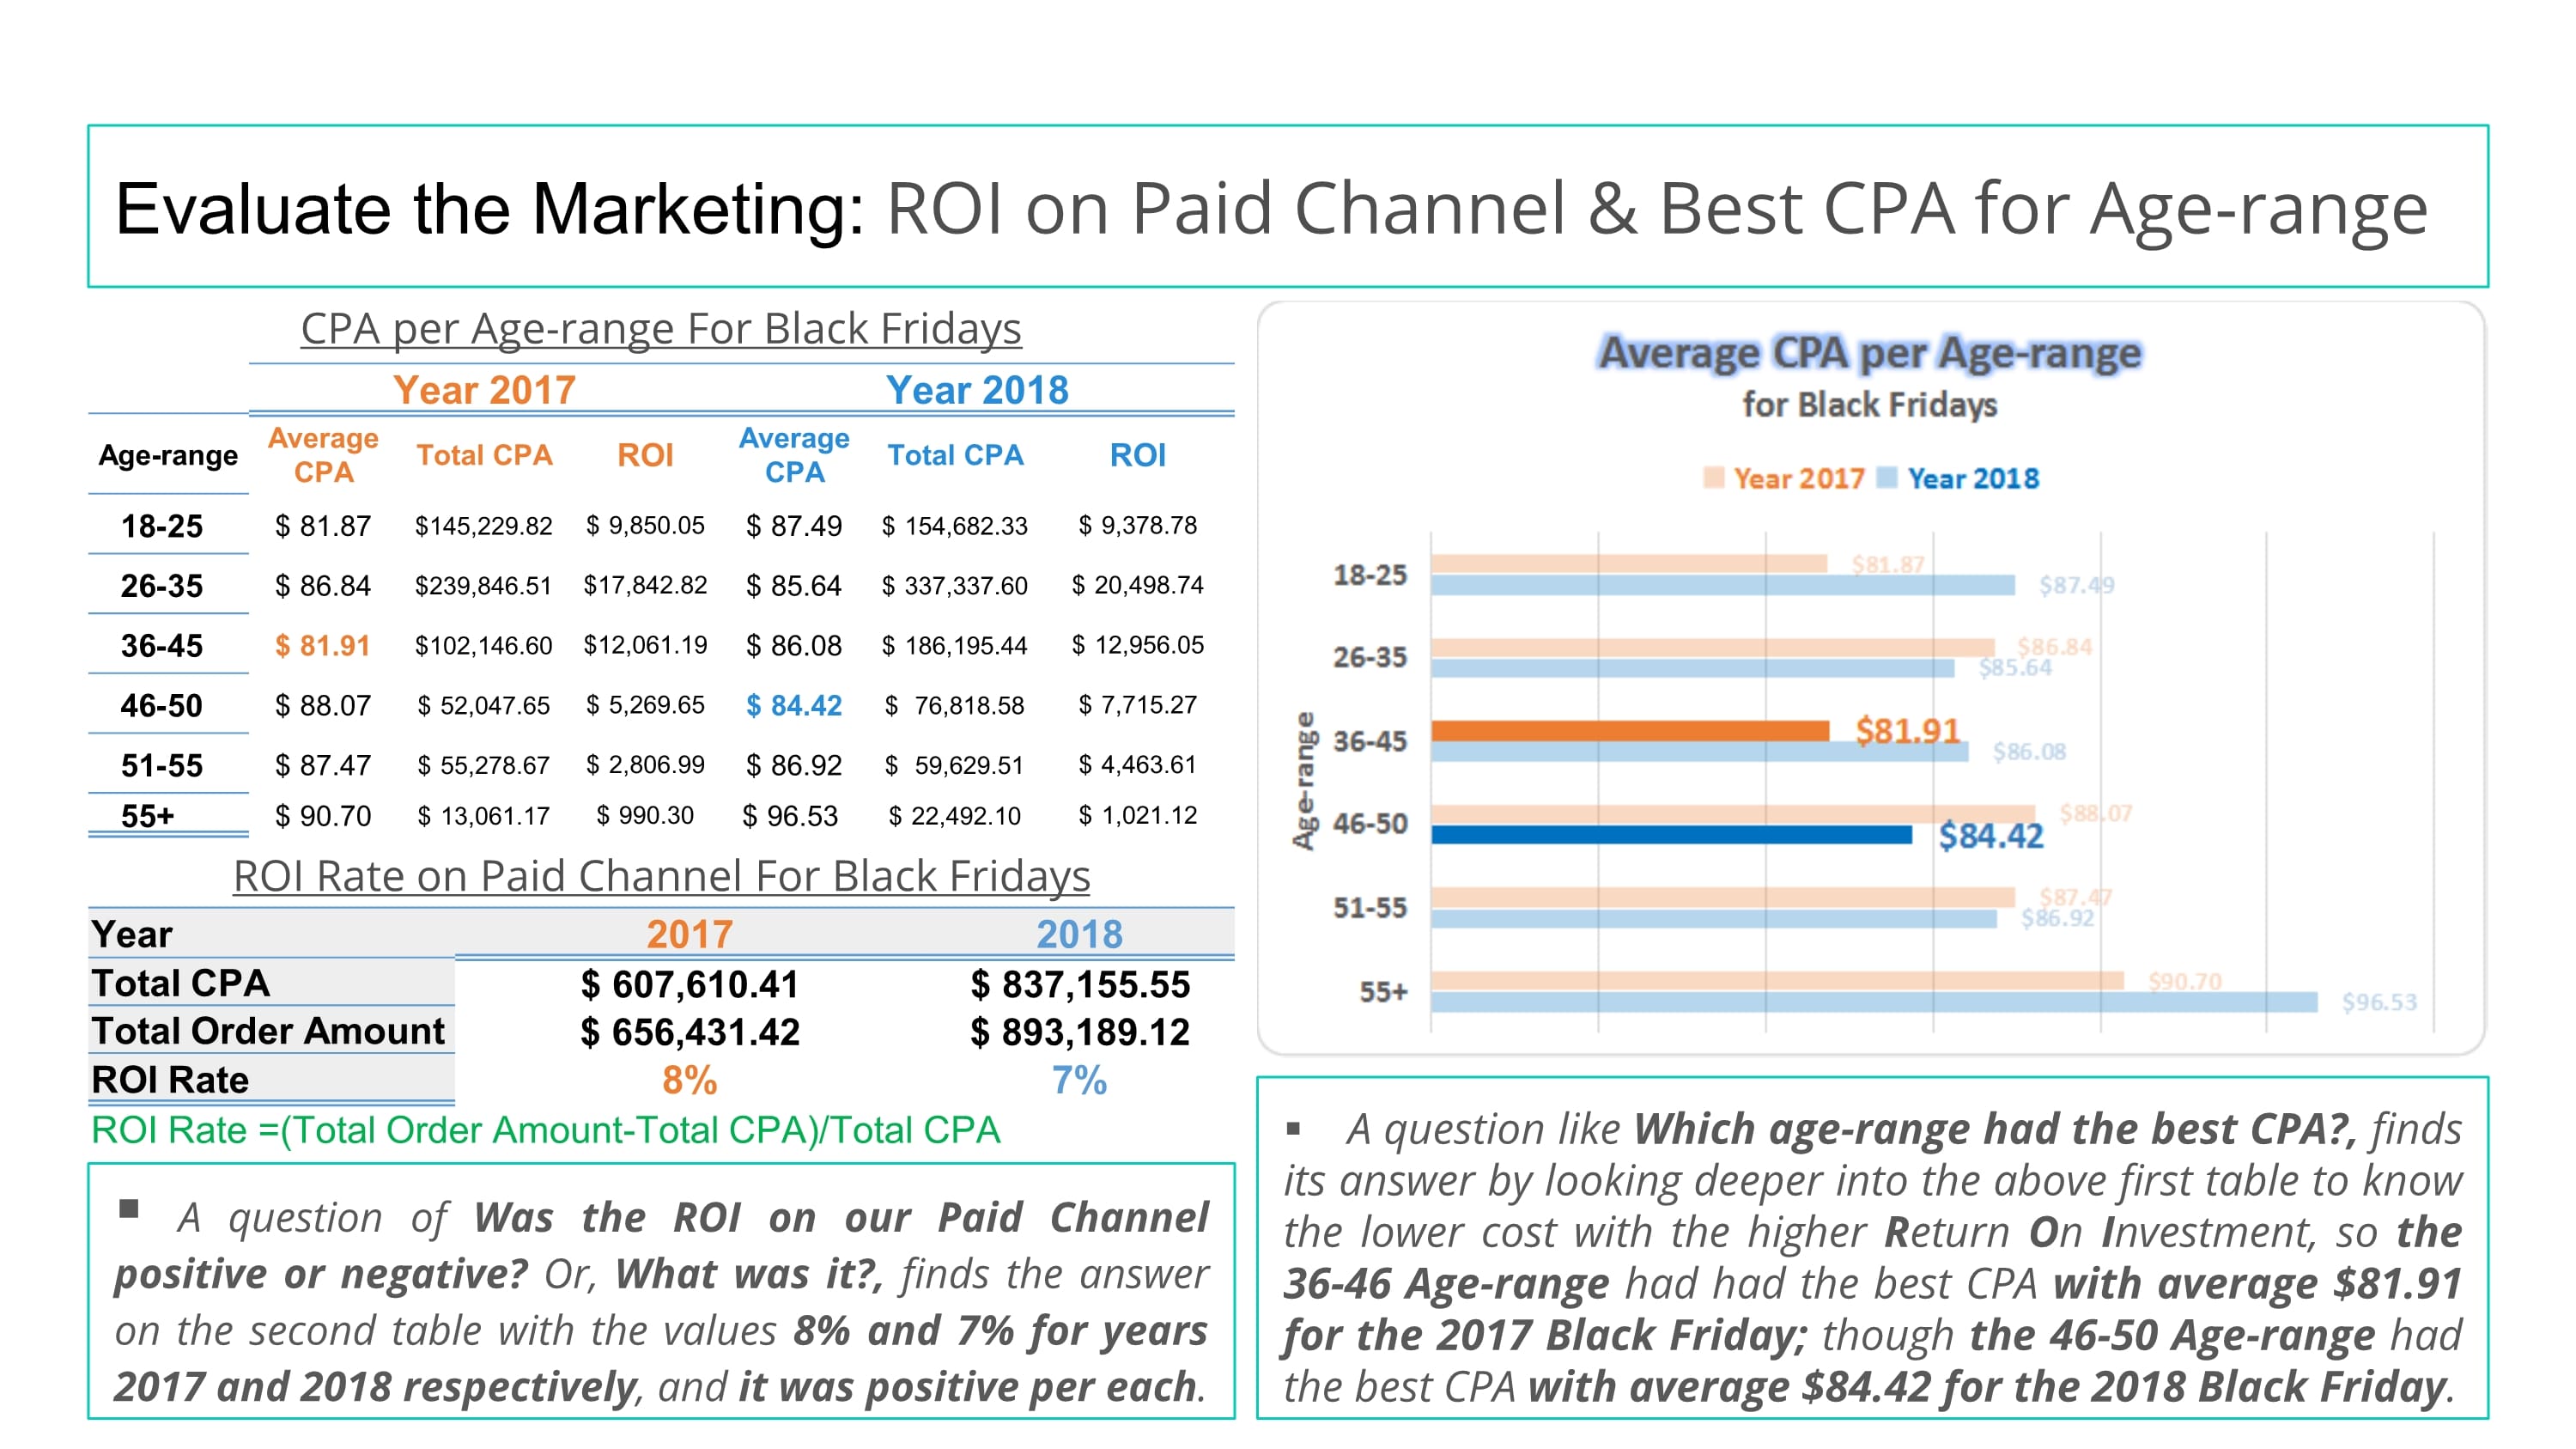 Evaluate the Marketing: ROI on Paid Channel & Best CPA for Age-range
CPA per Age-range For Black Fridays
Year 2017 Year 2018
Age-range Average CPA Total CPA ROI Average CPA Total CPA ROI
18-25 $ 81.87 $145,229.82 $ 9,850.05 $ 87.49 $ 154,682.33 $ 9,378.78
26-35 $ 86.84 $239,846.51 $17,842.82 $ 85.64 $ 337,337.60 $ 20,498.74
36-45 $ 81.91 $102,146.60 $12,061.19 $ 86.08 $ 186,195.44 $ 12,956.05
46-50 $ 88.07 $ 52,047.65 $ 5,269.65 $ 84.42 $ 76,818.58 $ 7,715.27
51-55 $ 87.47 $ 55,278.67 $ 2,806.99 $ 86.92 $ 59,629.51 $ 4,463.61
55+ $ 90.70 $ 13,061.17 $ 990.30 $ 96.53 $ 22,492.10 $ 1,021.12
ROI Rate on Paid Channel For Black Fridays
Year 2017 2018
Total CPA $ 607,610.41 $ 837,155.55
Total Order Amount $ 656,431.42 $ 893,189.12
ROI Rate 8% 7%
ROI Rate =(Total Order Amount-Total CPA)/Total CPA
▪ A question of Was the ROI on our Paid Channel
positive or negative? Or, What was it?, finds the answer
on the second table with the values 8% and 7% for years
2017 and 2018 respectively, and it was positive per each.
Average CPA per Age-range
for Black Fridays
Year 2017 Year 2018
Age-range
18-25 $81.87
$87.49
26-35 $86.84
$85.64
36-45 $81.91
$86.08
46-50 $88.07
$84.42
51-55 $87.47
$86.92
55+ $90.70
$96.53
▪ A question like Which age-range had the best CPA?, finds
its answer by looking deeper into the above first table to know
the lower cost with the higher Return On Investment, so the
36-46 Age-range had had the best CPA with average $81.91
for the 2017 Black Friday; though the 46-50 Age-range had
the best CPA with average $84.42 for the 2018 Black Friday.